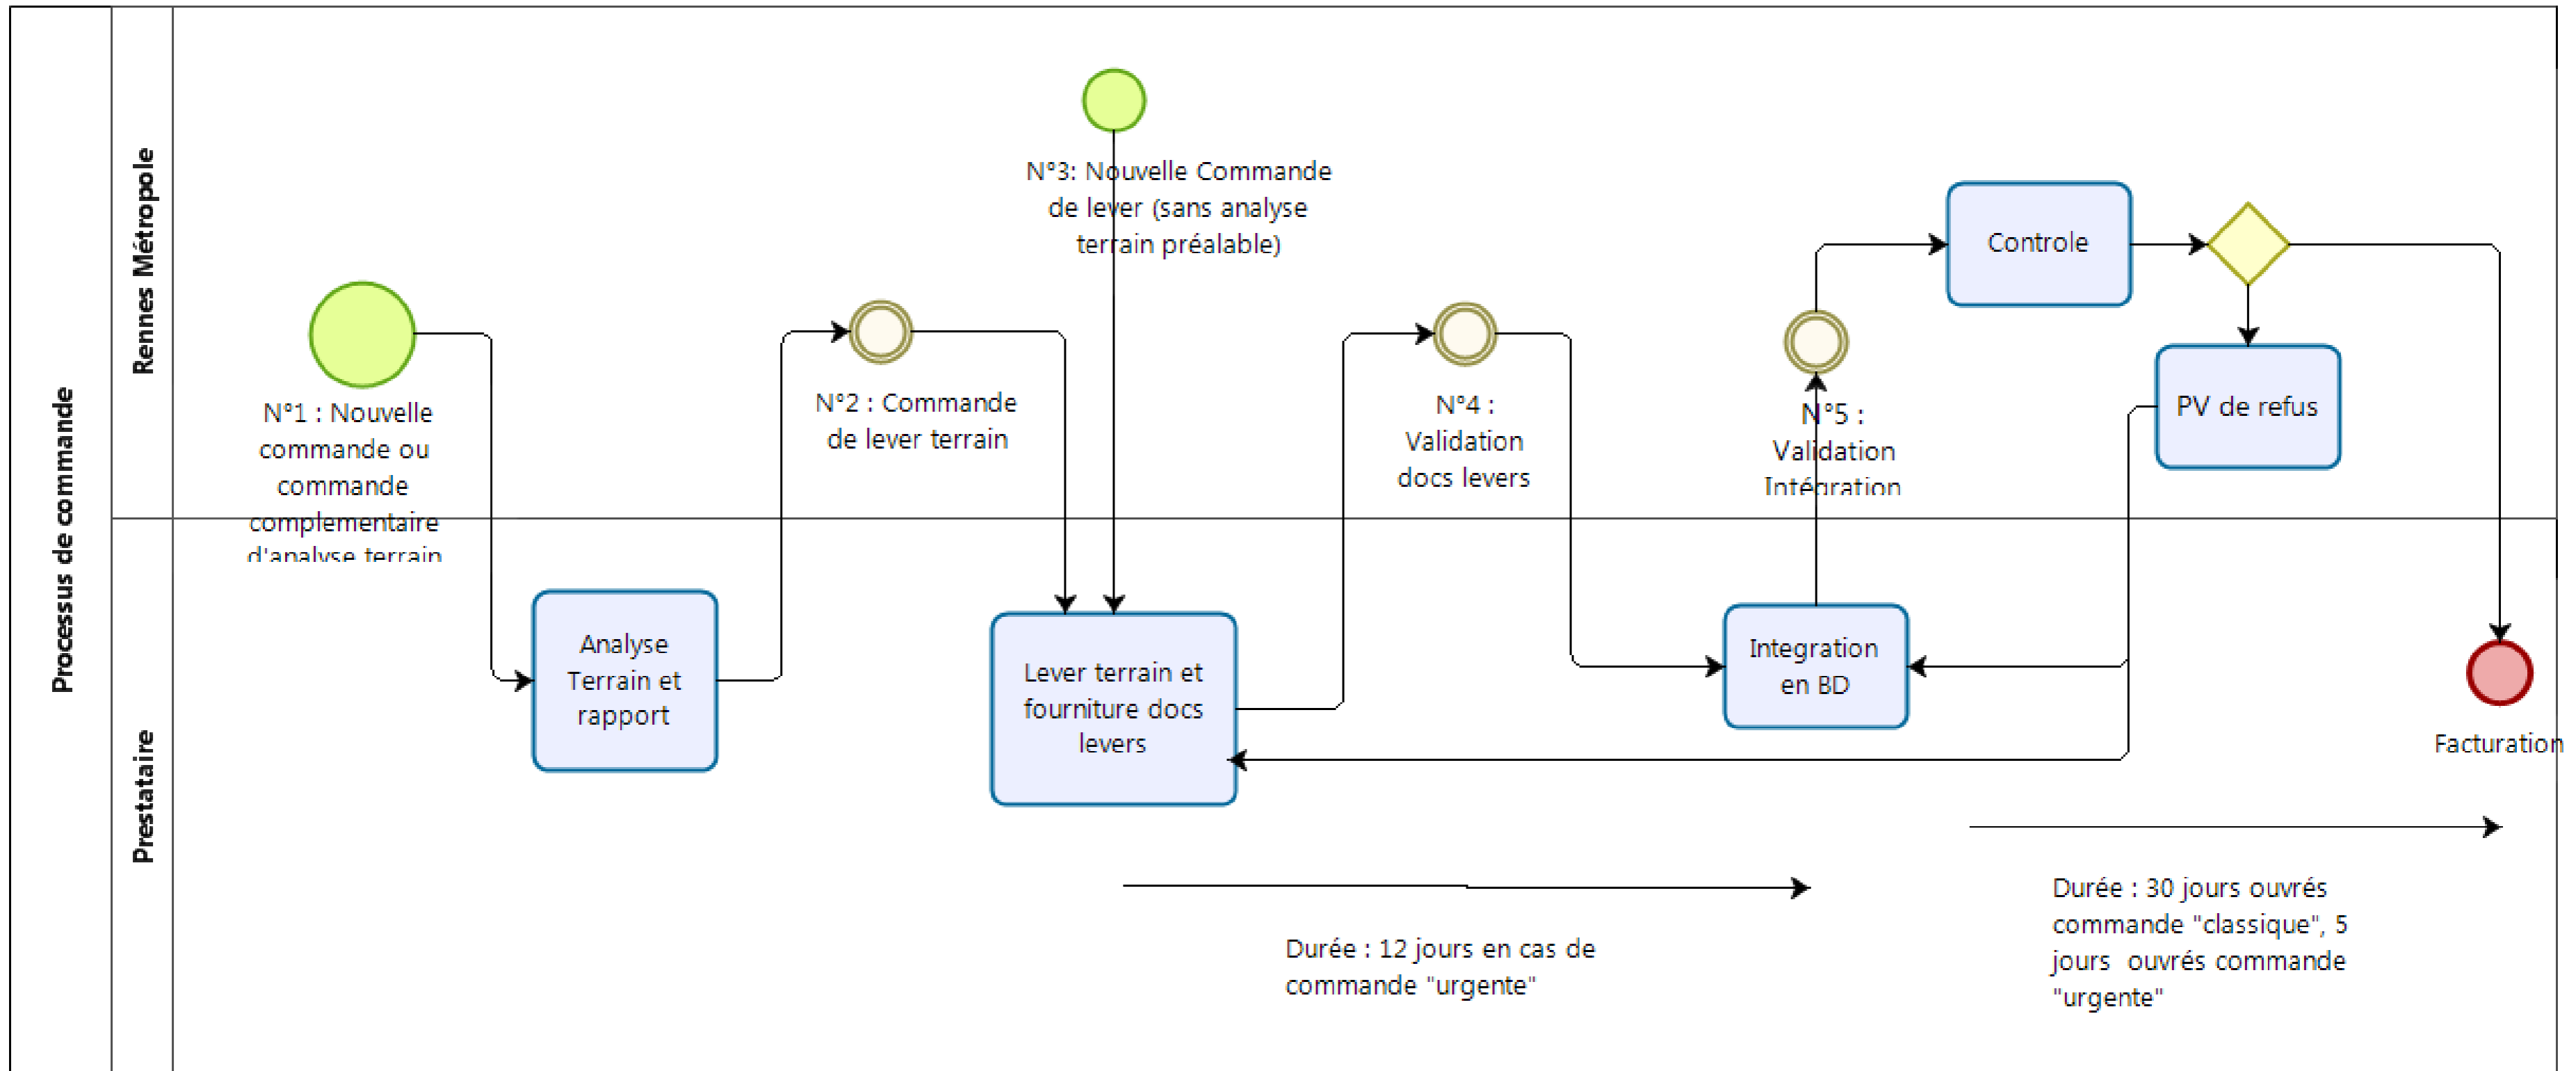 Processus de commande
Rennes Métropole
N°1 : Nouvelle
commande ou
commande
complementaire
d'analyse terrain
N°2 : Commande
de lever terrain
N°3: Nouvelle Commande
de lever (sans analyse
terrain préalable)
N°4 :
Validation
docs levers
N°5 :
Validation
Intégration
Controle
PV de refus
Prestataire
Analyse
Terrain et
rapport
Lever terrain et
fourniture docs
levers
Integration
en BD
Facturation
Durée : 12 jours en cas de
commande "urgente"
Durée : 30 jours ouvrés
commande "classique", 5
jours ouvrés commande
"urgente"